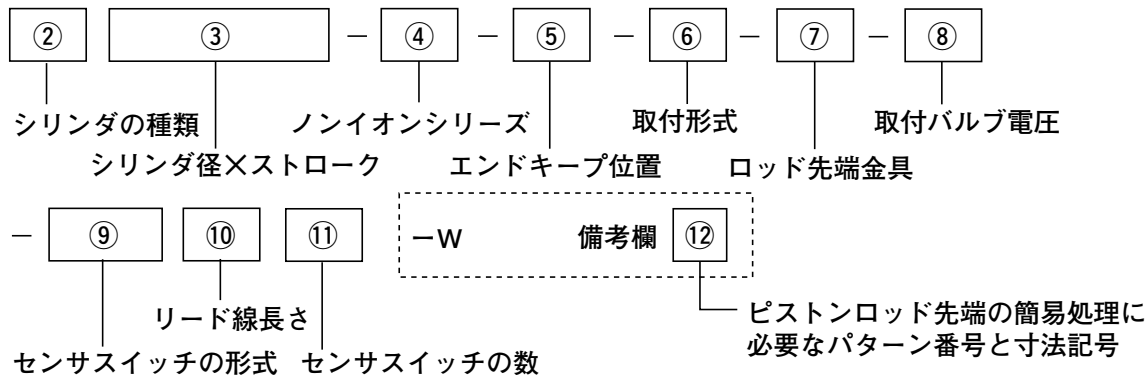 ② ③ － ④ － ⑤ － ⑥ － ⑦ － ⑧
シリンダの種類 ノンイオンシリーズ 取付形式 取付バルブ電圧
シリンダ径×ストローク エンドキープ位置 ロッド先端金具
－ ⑨ ⑩ ⑪ －W 備考欄 ⑫
リード線長さ
ピストンロッド先端の簡易処理に
必要なパターン番号と寸法記号
センサスイッチの形式 センサスイッチの数